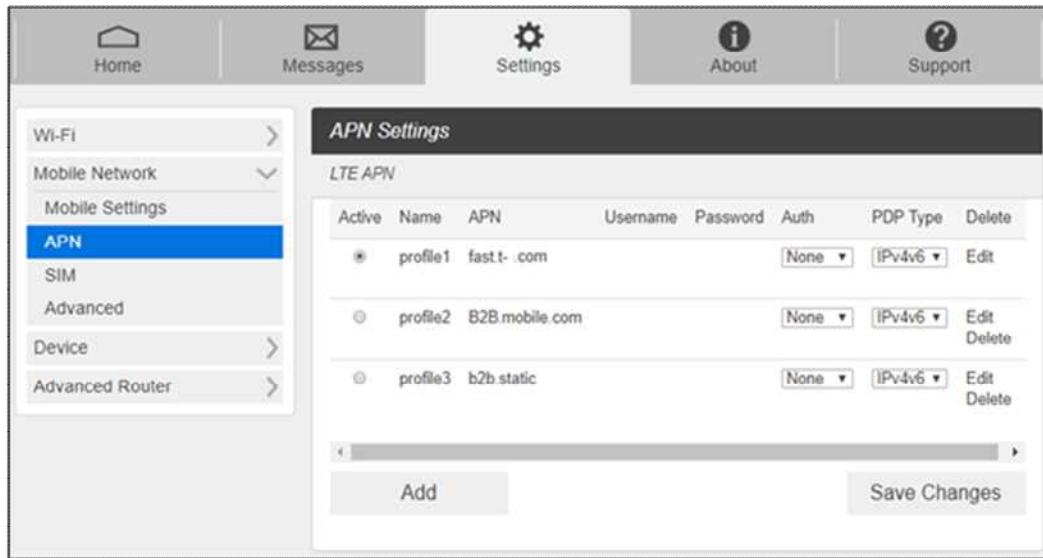 Home Messages Settings About Support
Wi-Fi
Mobile Network
Mobile Settings
APN
SIM
Advanced
Device
Advanced Router
APN Settings
LTE APN
Active Name APN Username Password Auth PDP Type Delete
profile1 fast.t- .com None IPv4v6 Edit
profile2 B2B.mobile.com None IPv4v6 Edit
Delete
profile3 b2b.static None IPv4v6 Edit
Delete
Add Save Changes